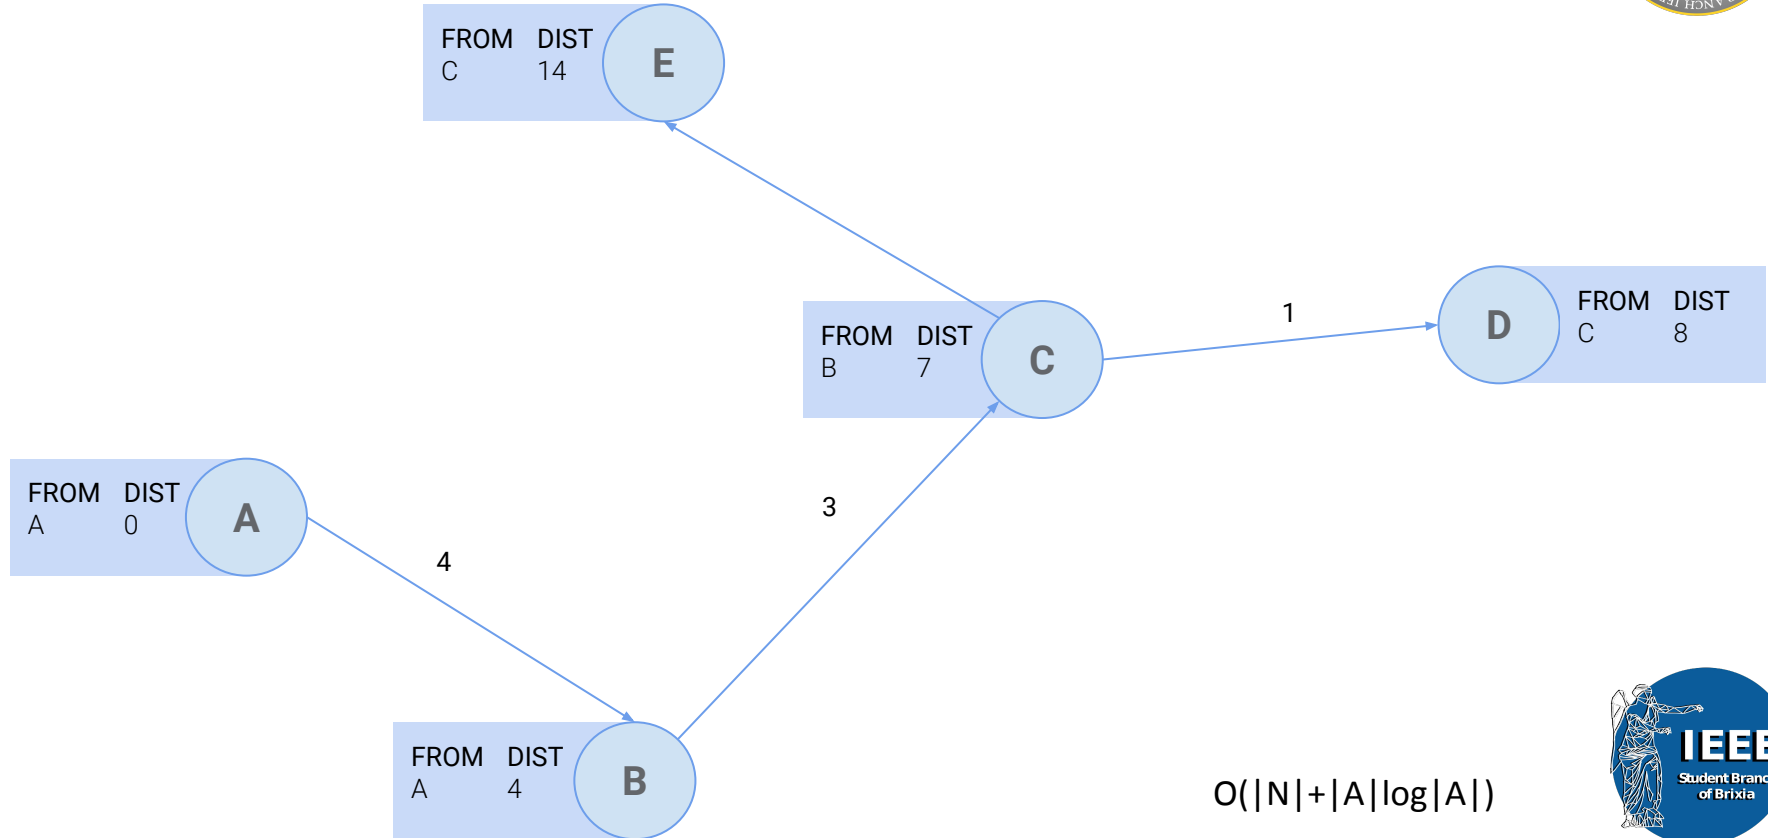 FROM DIST
C 14
E
FROM DIST
B 7
C
1
D
FROM DIST
C 8
FROM DIST
A 0
A
4
3
FROM DIST
A 4
B
O(|N|+|A|log|A|)
IEEE
Student Branch
of Brixia